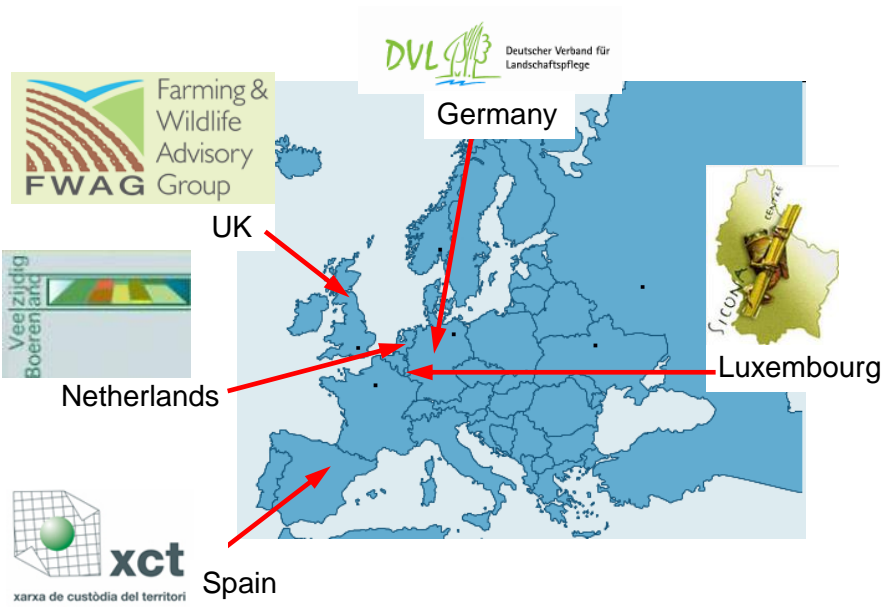 DVL
Deutscher Verband für
Landschaftspflege
Germany
Farming &
Wildlife
Advisory
Group
FWAG
UK
CENTRE
SICONA
Luxembourg
Veelzijdig
Boerenland
Netherlands
xct
xarxa de custòdia del territori
Spain